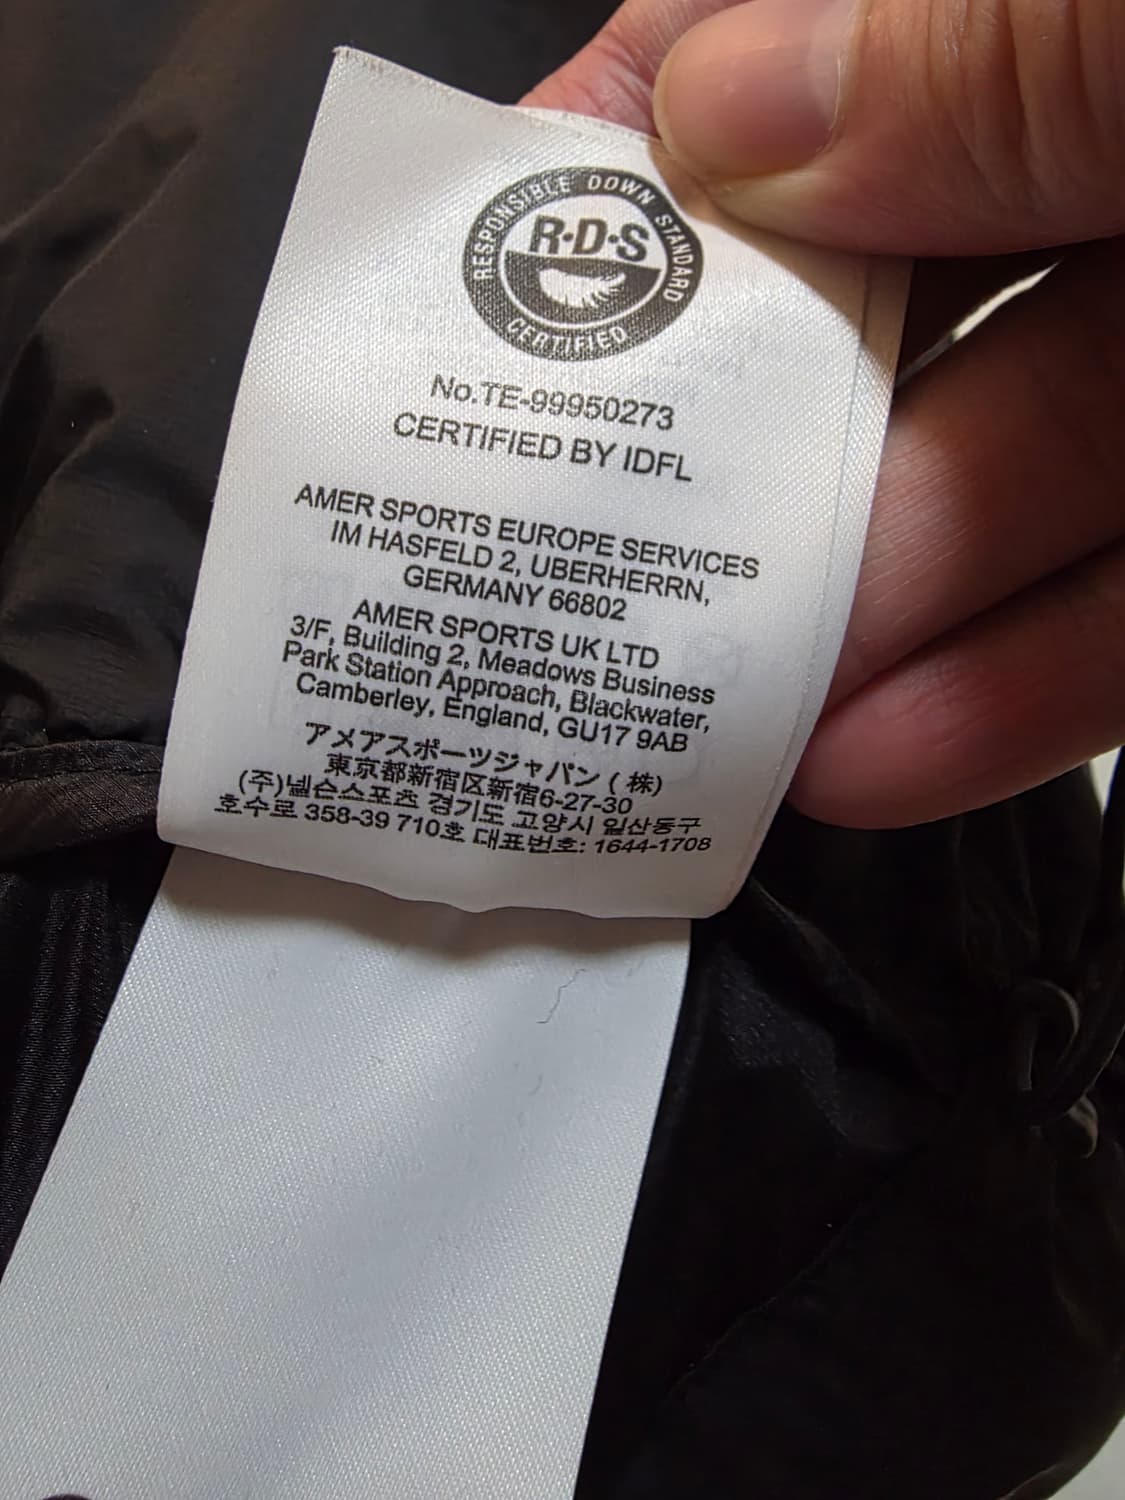 RESPONSIBLE DOWN STANDARD
R·D·S
CERTIFIED
No.TE-99950273
CERTIFIED BY IDFL
AMER SPORTS EUROPE SERVICES
IM HASFELD 2, UBERHERRN,
GERMANY 66802
AMER SPORTS UK LTD
3/F, Building 2, Meadows Business
Park Station Approach, Blackwater,
Camberley, England, GU17 9AB
アメアスポーツジャパン (株)
東京都新宿区新宿6-27-30
(주)넬슨스포츠 경기도 고양시 일산동구
호수로 358-39 710호 대표번호: 1644-1708